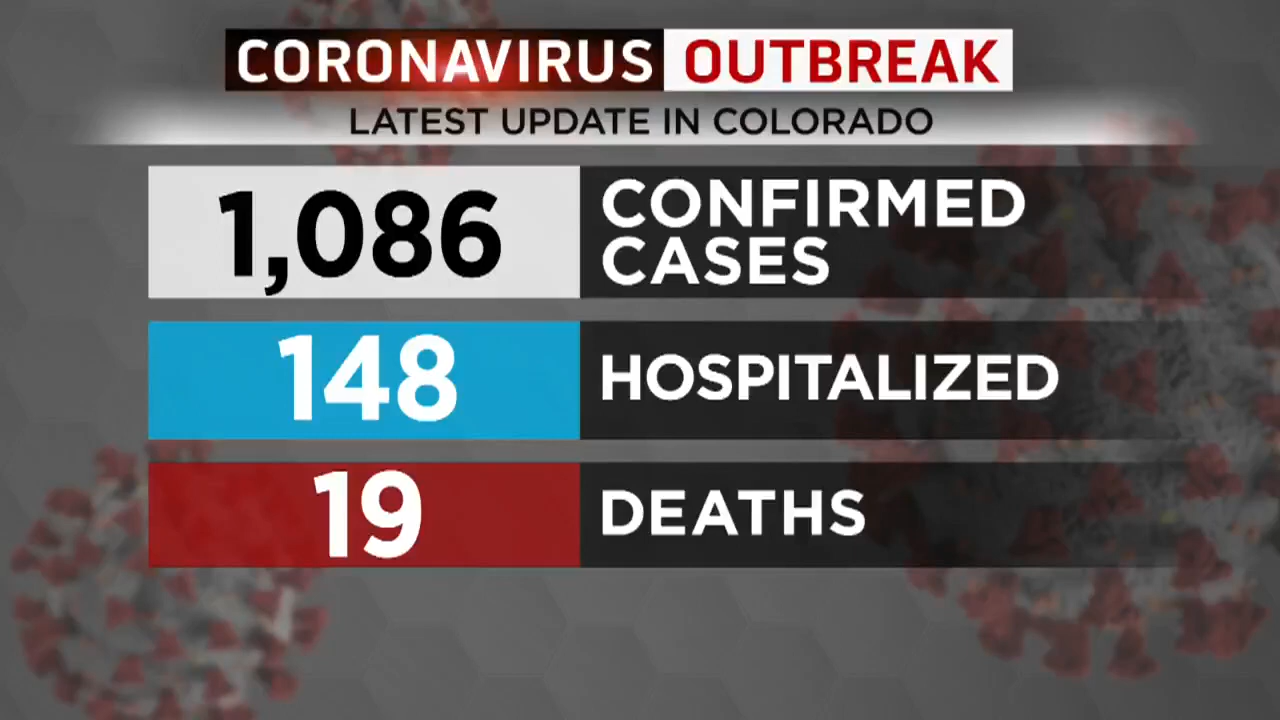 CORONAVIRUS OUTBREAK
LATEST UPDATE IN COLORADO
1,086 CONFIRMED
CASES
148 HOSPITALIZED
19 DEATHS